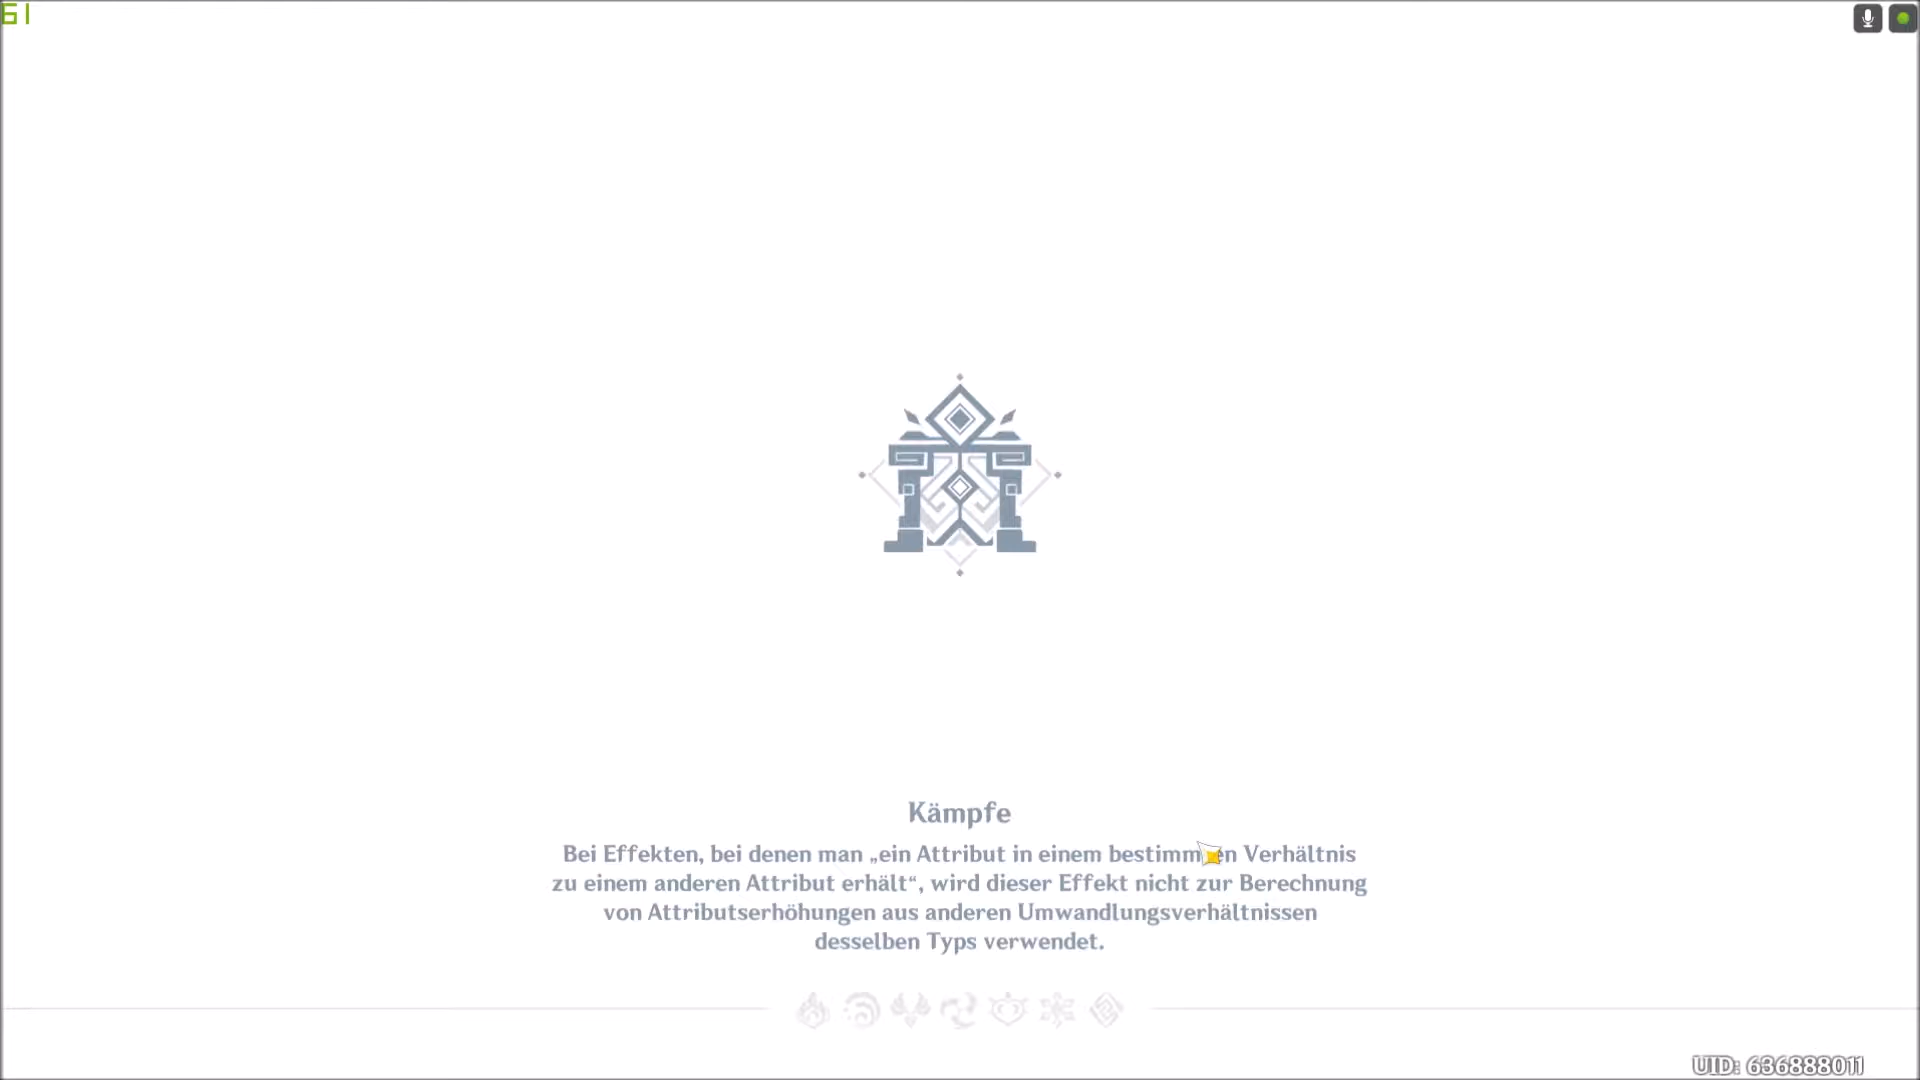 61
Kämpfe
Bei Effekten, bei denen man „ein Attribut in einem bestimmten Verhältnis
zu einem anderen Attribut erhält“, wird dieser Effekt nicht zur Berechnung
von Attributserhöhungen aus anderen Umwandlungsverhältnissen
desselben Typs verwendet.
UID: 636888011